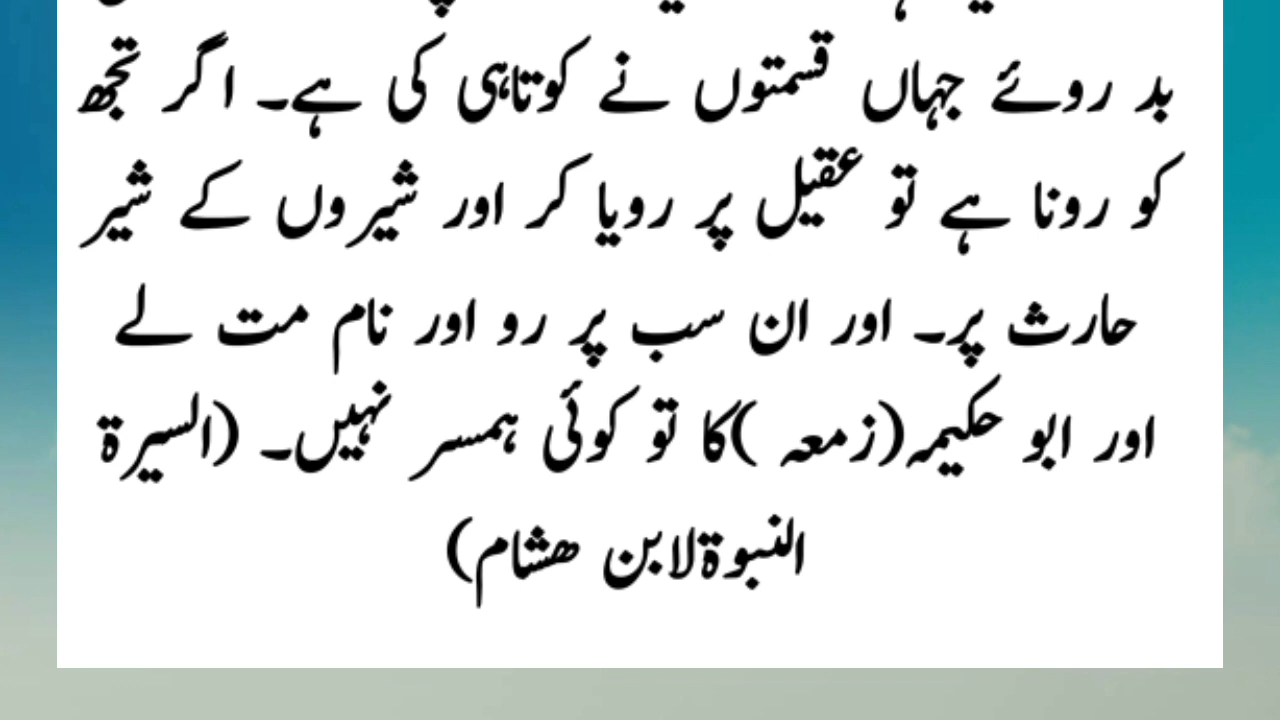 بد روئے جہاں قسمتوں نے کوتاہی کی ہے۔ اگر تجھ
کو رونا ہے تو عقیل پر رویا کر اور شیروں کے شیر
حارث پر۔ اور ان سب پر رو اور نام مت لے
اور ابو حکیمہ(زمعہ )کا تو کوئی ہمسر نہیں۔ (السیرۃ
النبوۃلابن ھشام)